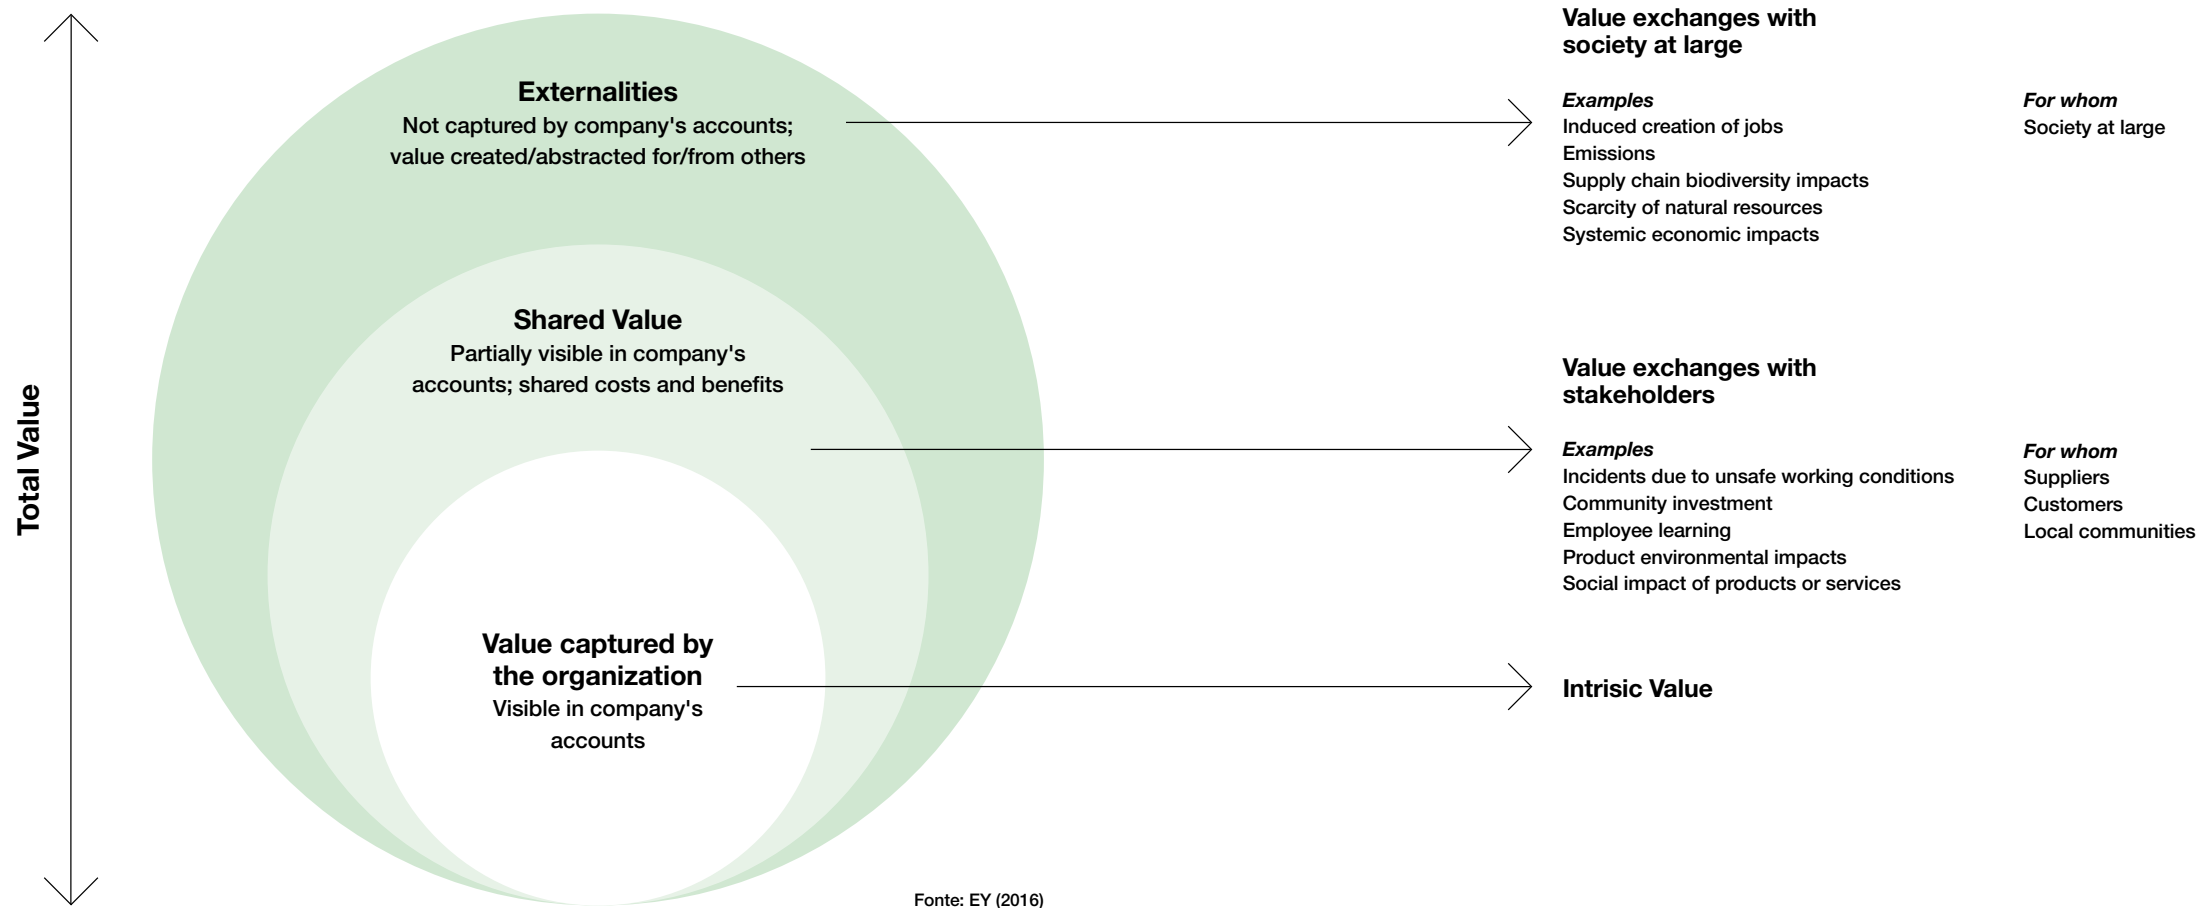 Total Value
Externalities
Not captured by company's accounts;
value created/abstracted for/from others
Shared Value
Partially visible in company's
accounts; shared costs and benefits
Value captured by
the organization
Visible in company's
accounts
Value exchanges with
society at large
Examples
Induced creation of jobs
Emissions
Supply chain biodiversity impacts
Scarcity of natural resources
Systemic economic impacts
For whom
Society at large
Value exchanges with
stakeholders
Examples
Incidents due to unsafe working conditions
Community investment
Employee learning
Product environmental impacts
Social impact of products or services
For whom
Suppliers
Customers
Local communities
Intrisic Value
Fonte: EY (2016)